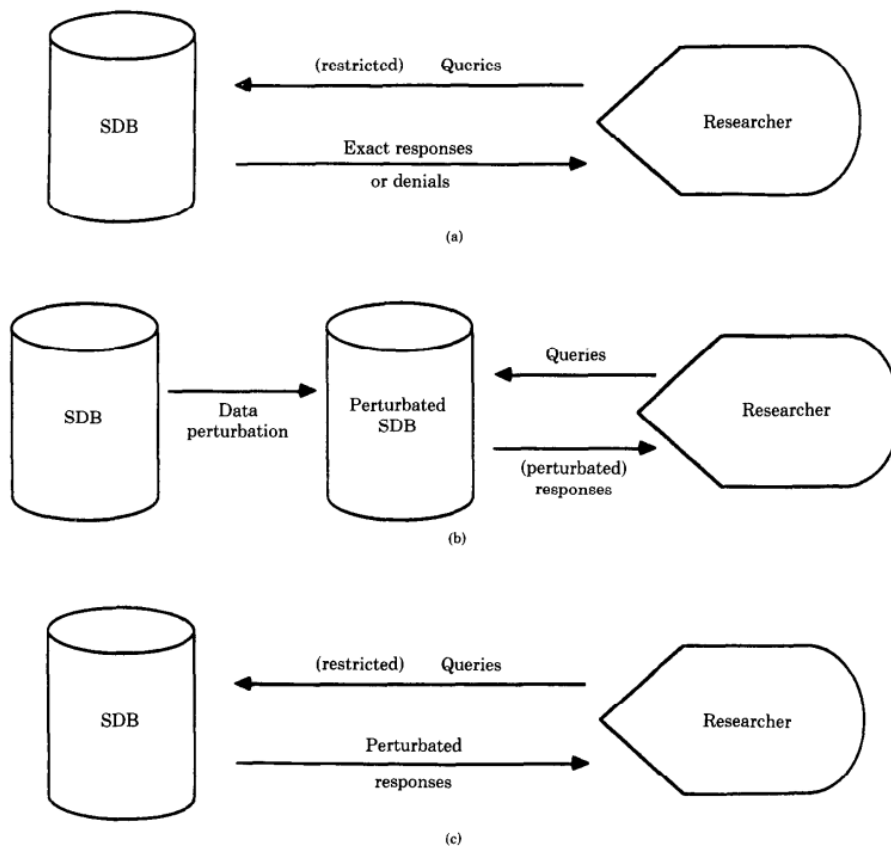 (restricted) Queries
SDB
Researcher
Exact responses
or denials
(a)
Queries
SDB
Perturbated
SDB
Researcher
Data
perturbation
(perturbated)
responses
(b)
(restricted) Queries
SDB
Researcher
Perturbated
responses
(c)